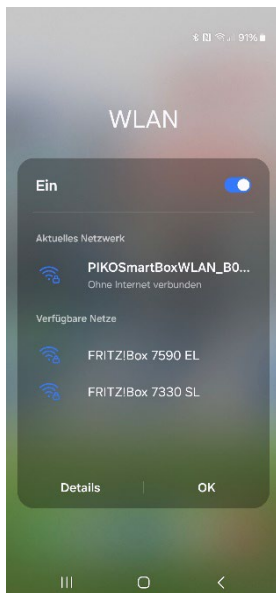 91%
WLAN
Ein
Aktuelles Netzwerk
PIKOSmartBoxWLAN_B0...
Ohne Internet verbunden
Verfügbare Netze
FRITZ!Box 7590 EL
FRITZ!Box 7330 SL
Details
OK